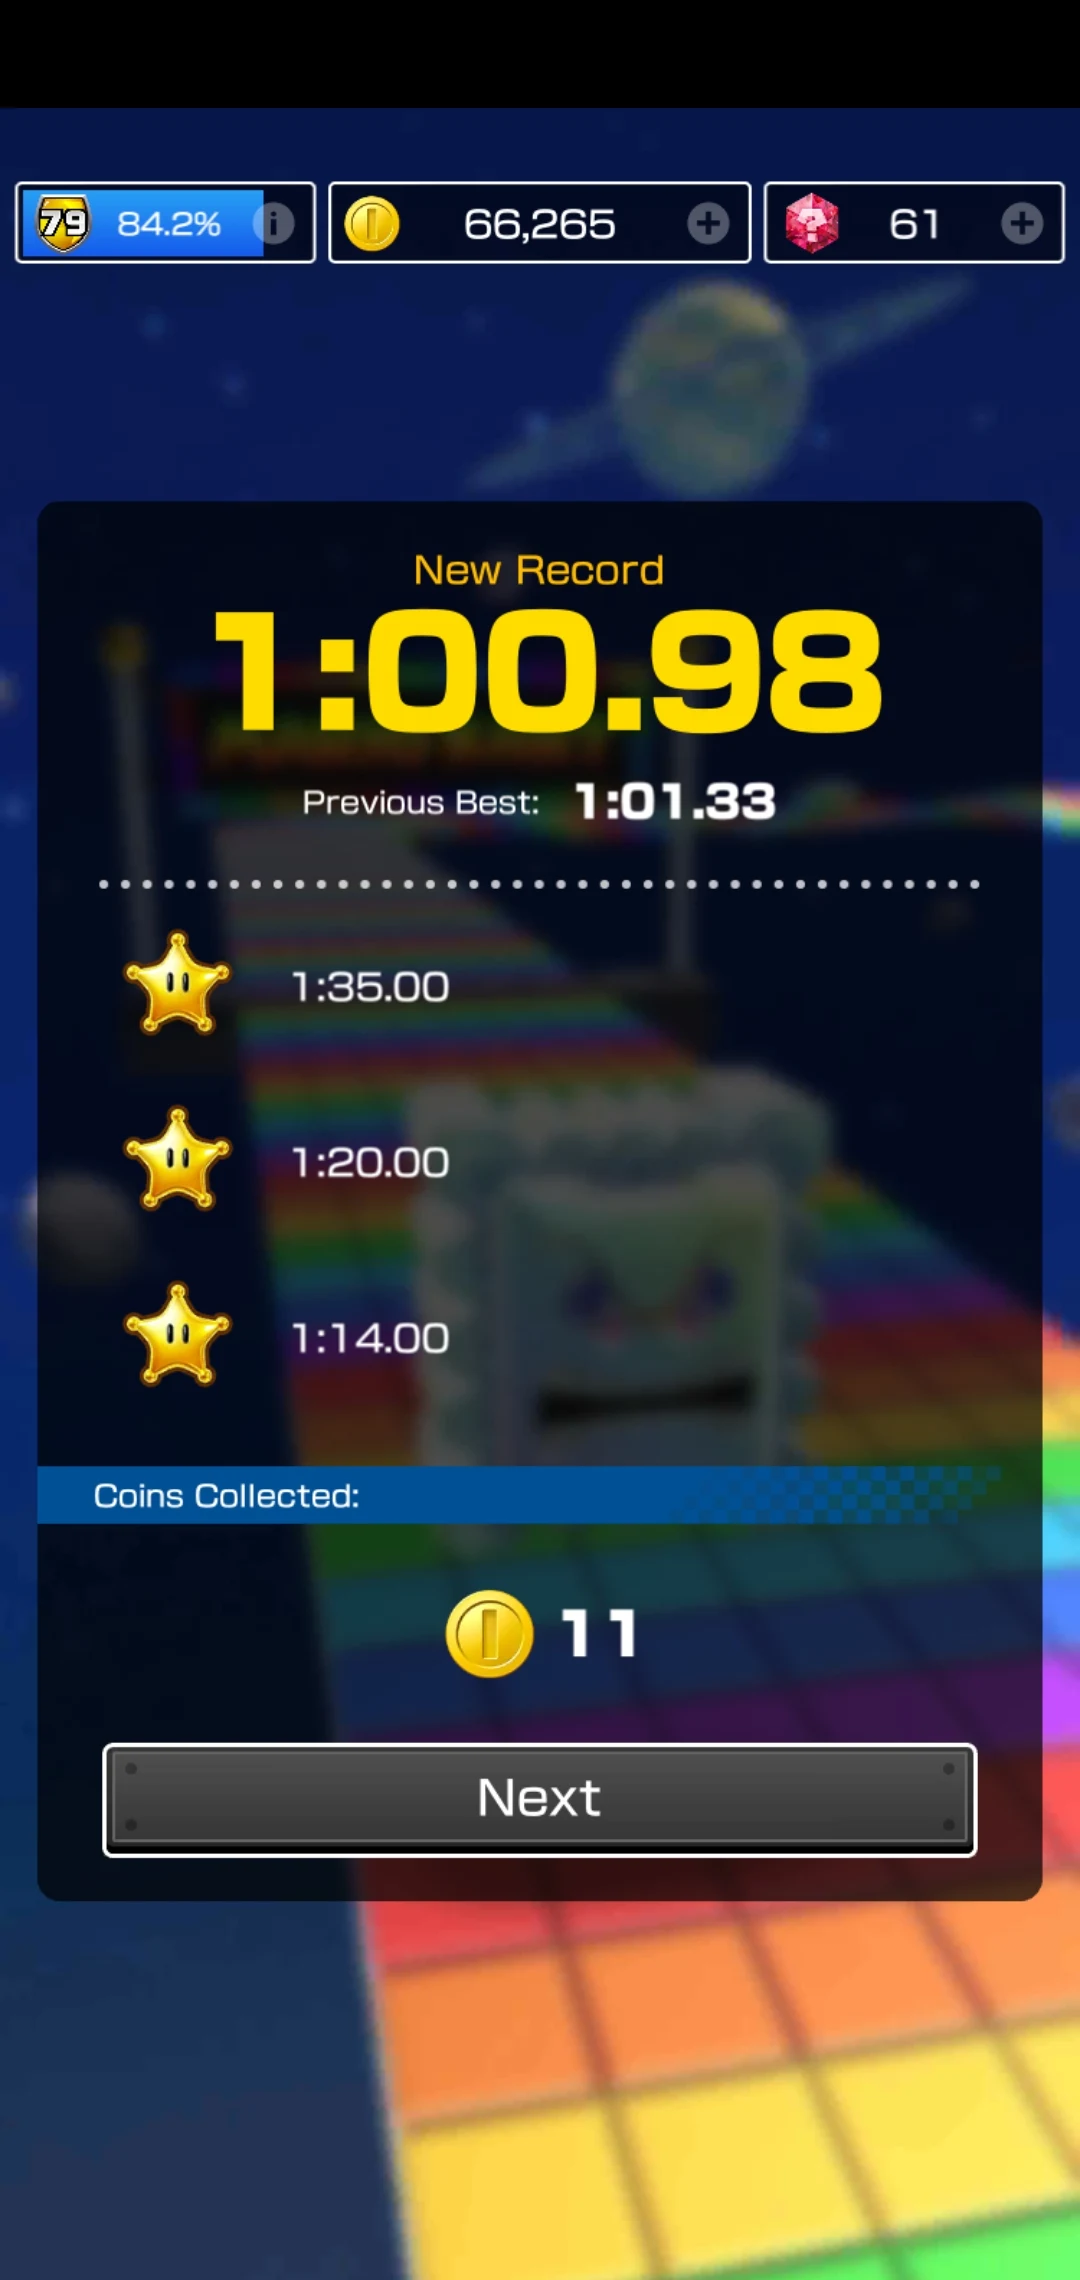 79 84.2% i 66,265 + 61 +
New Record
1:00.98
Previous Best: 1:01.33
1:35.00
1:20.00
1:14.00
Coins Collected:
11
Next